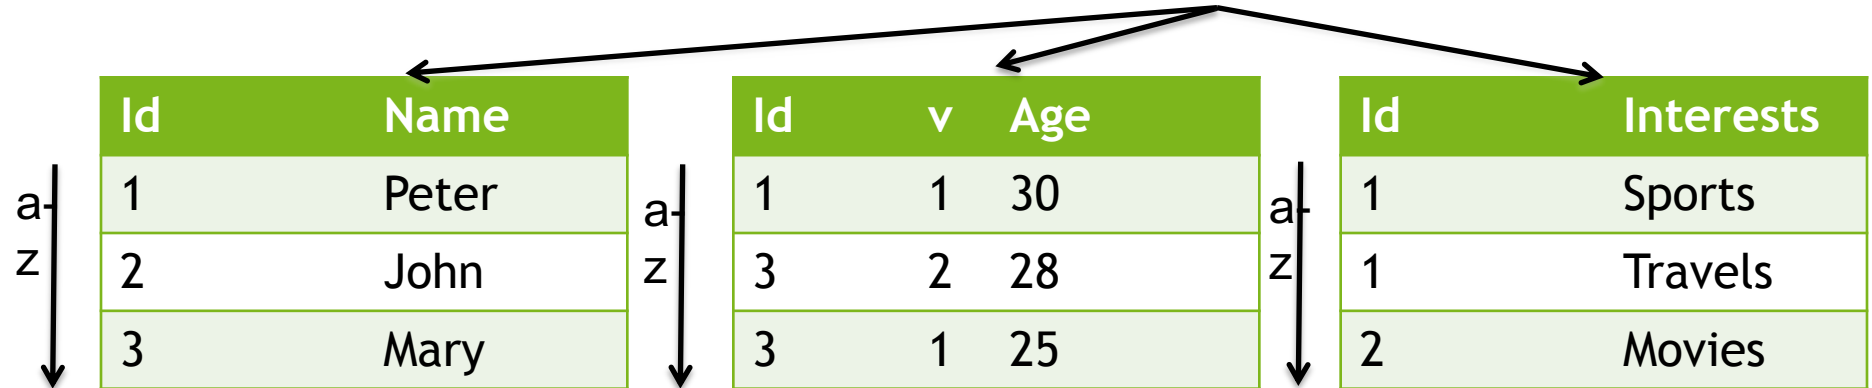 Id Name
1 Peter
2 John
3 Mary
a-
z
Id v Age
1 1 30
3 2 28
3 1 25
a-
z
Id Interests
1 Sports
1 Travels
2 Movies
a-
z